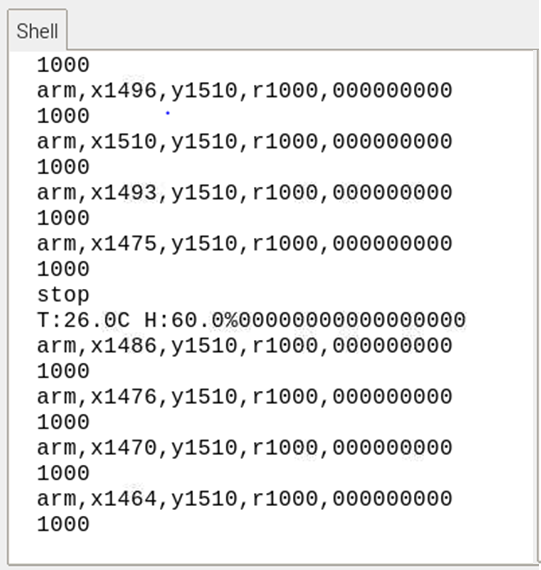 Shell
1000
arm,x1496,y1510,r1000,000000000
1000
arm,x1510,y1510,r1000,000000000
1000
arm,x1493,y1510,r1000,000000000
1000
arm,x1475,y1510,r1000,000000000
1000
stop
T:26.0C H:60.0%00000000000000000
arm,x1486,y1510,r1000,000000000
1000
arm,x1476,y1510,r1000,000000000
1000
arm,x1470,y1510,r1000,000000000
1000
arm,x1464,y1510,r1000,000000000
1000